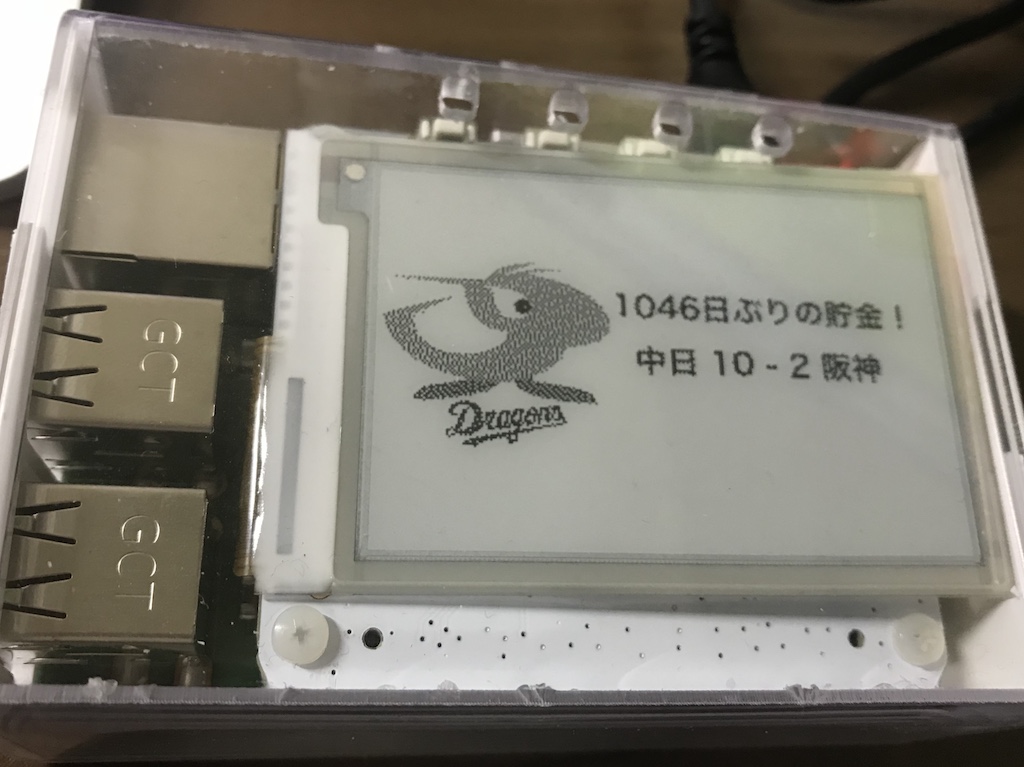 1046日ぶりの貯金！
中日 10 - 2 阪神
Dragons
GCT
GCT